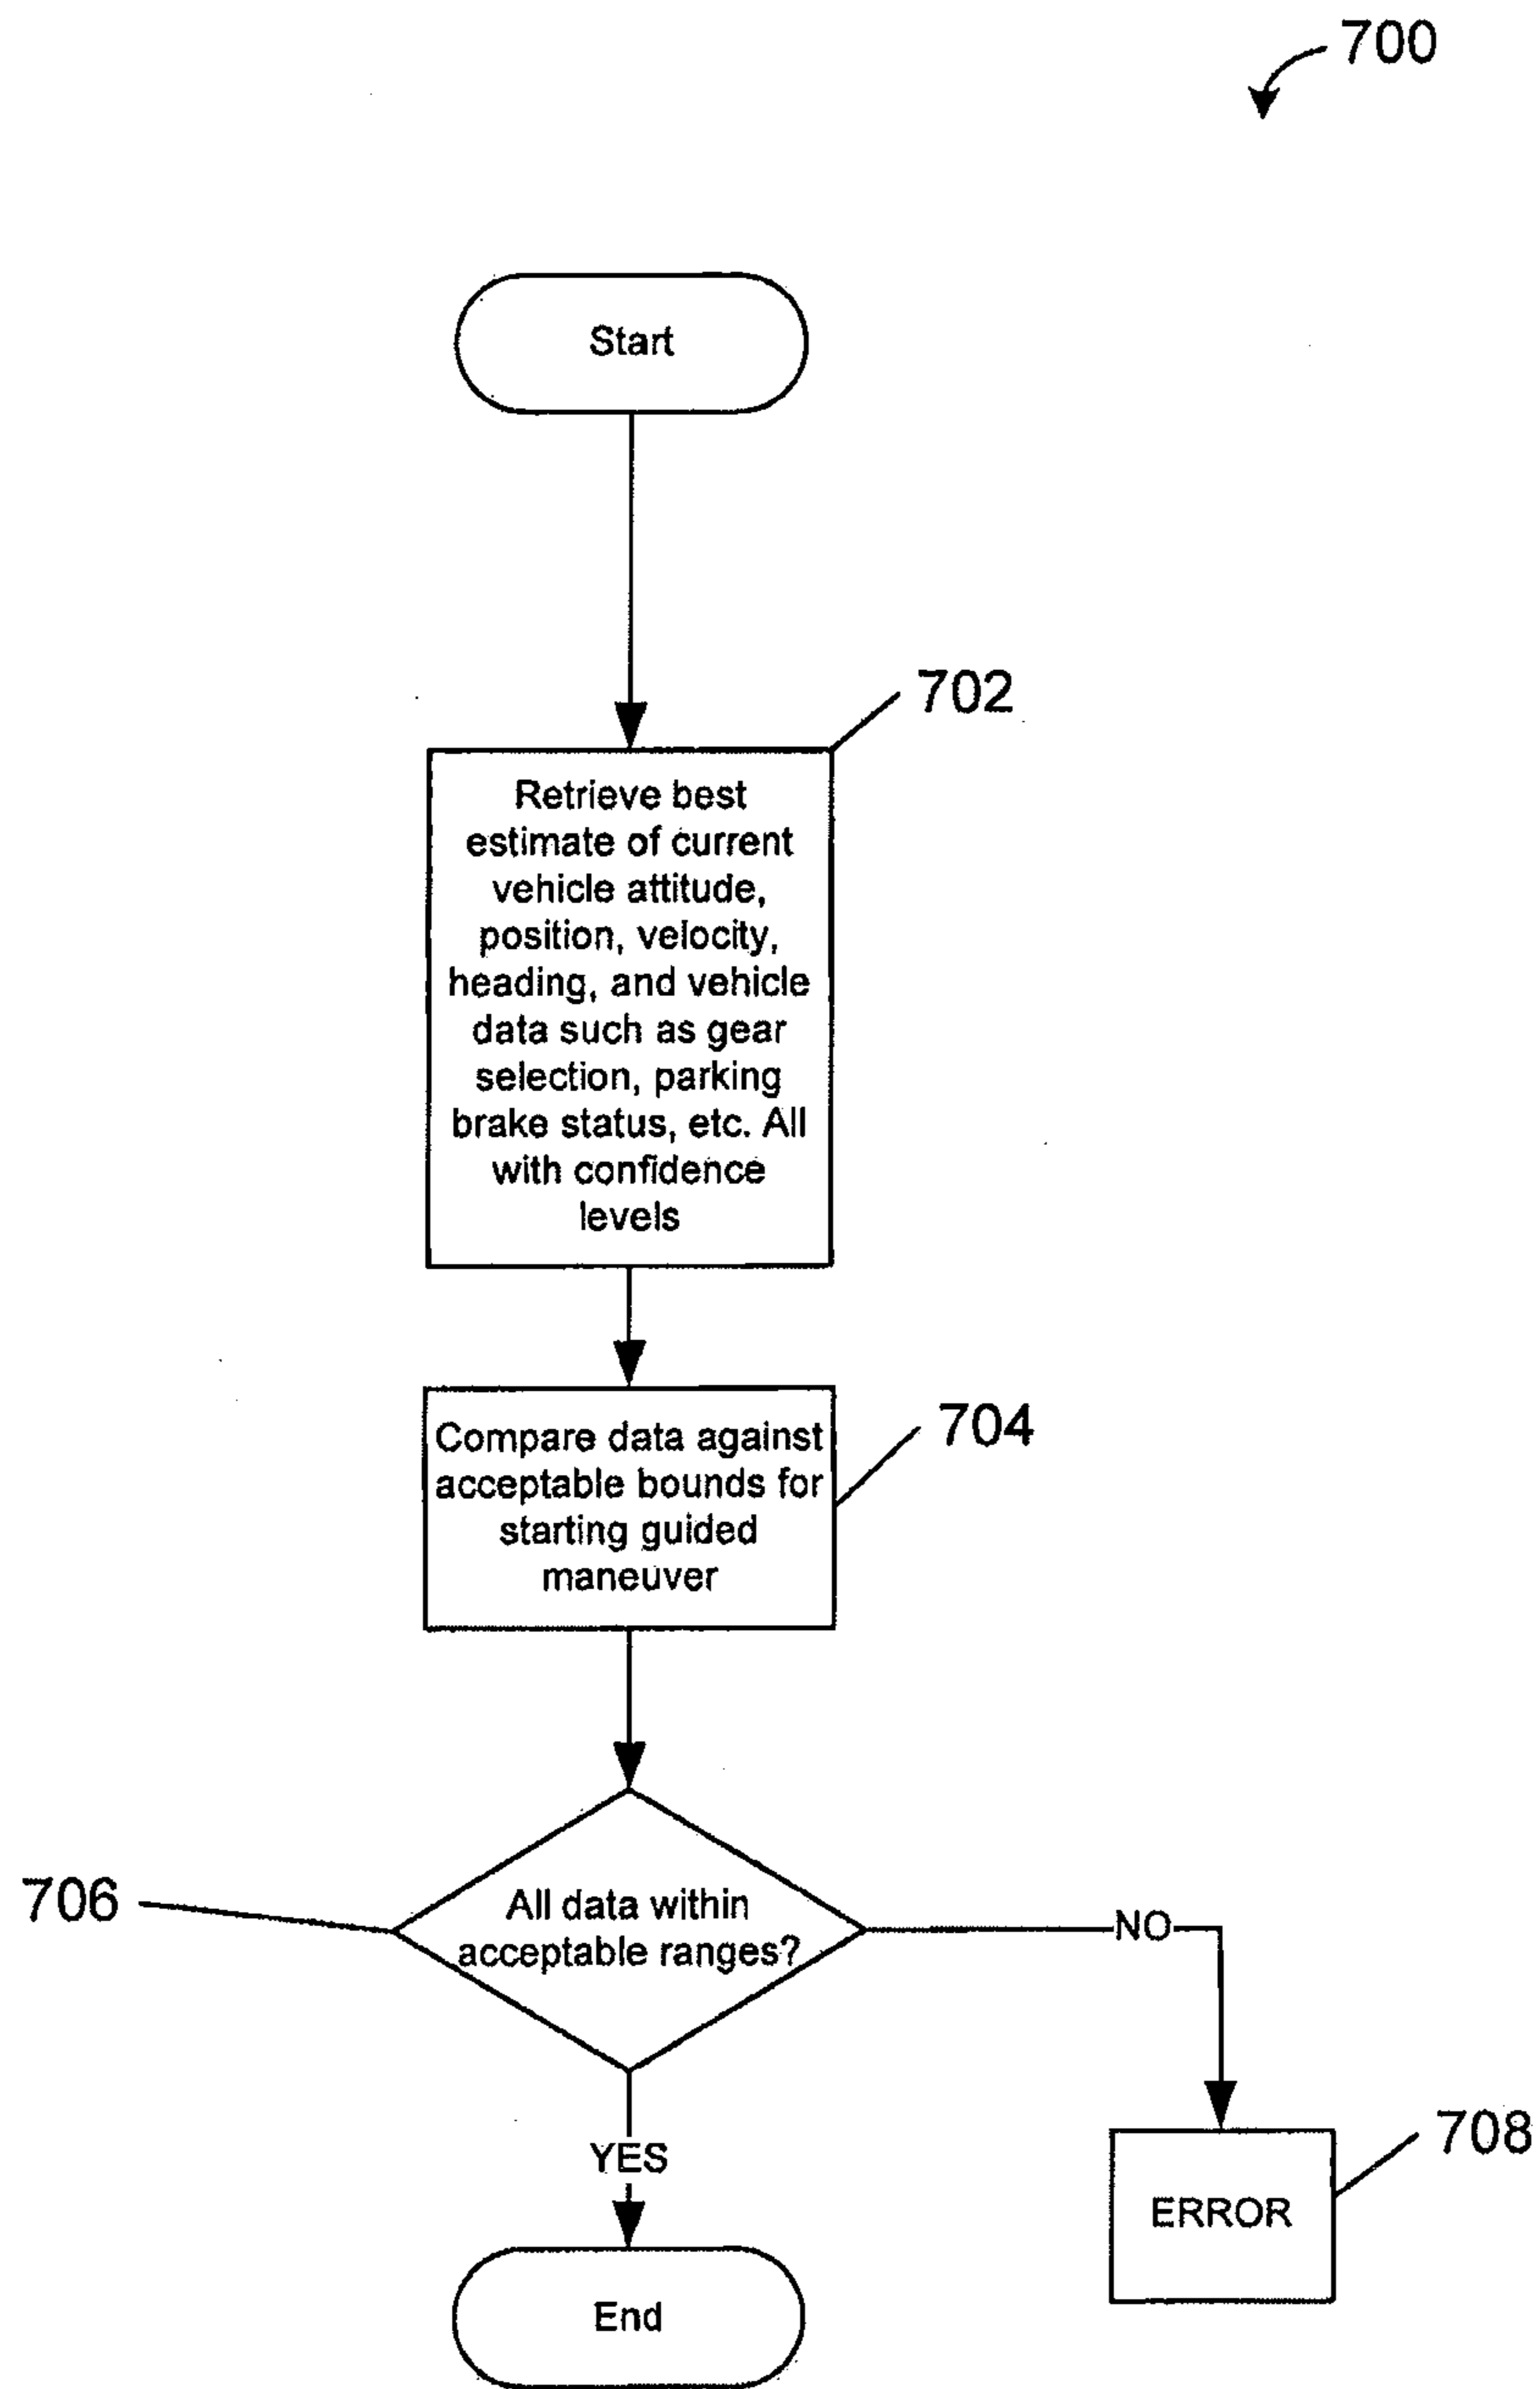 700
Start
702
Retrieve best
estimate of current
vehicle attitude,
position, velocity,
heading, and vehicle
data such as gear
selection, parking
brake status, etc. All
with confidence
levels
704
Compare data against
acceptable bounds for
starting guided
maneuver
706
All data within
acceptable ranges?
NO
YES
708
ERROR
End